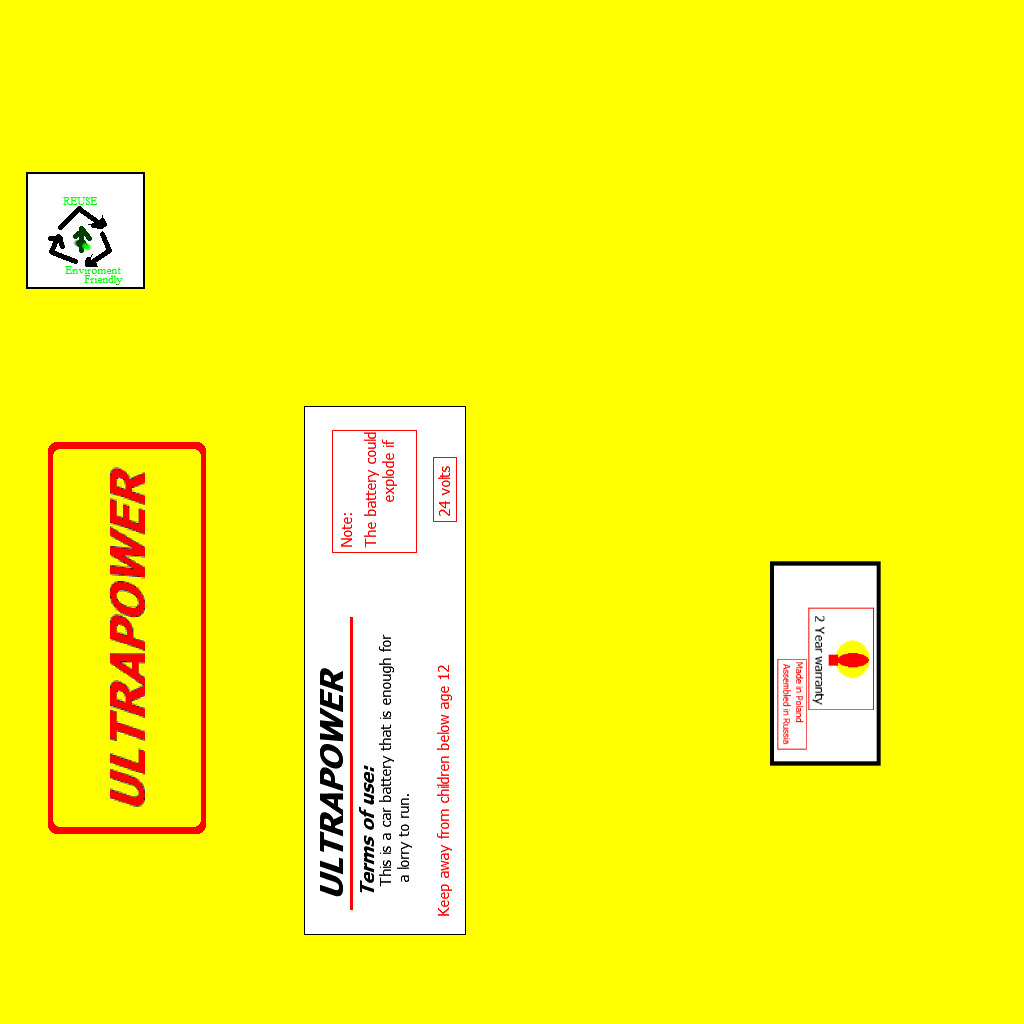 REUSE
Enviroment
Friendly
ULTRAPOWER
ULTRAPOWER
Terms of use:
This is a car battery that is enough for
a lorry to run.
Keep away from children below age 12
Note:
The battery could
explode if
24 volts
2 Year warranty
Made in Poland
Assembled in Russia